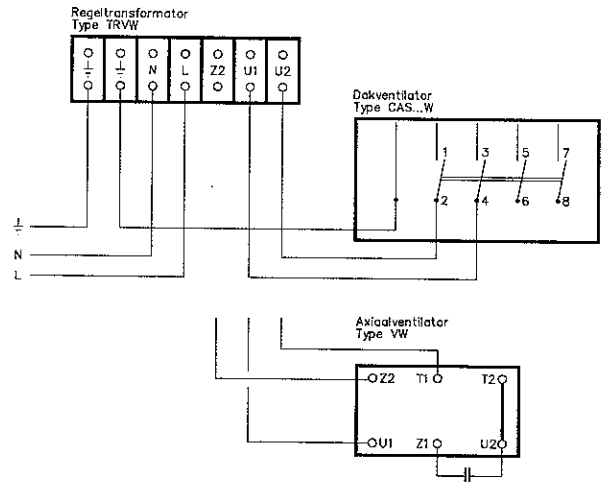 Regeltransformator
Type TRVW
N L Z2 U1 U2
Dakventilator
Type CAS...W
1 3 5 7
2 4 6 8
N
L
Axiaalventilator
Type VW
Z2 T1 T2
U1 Z1 U2